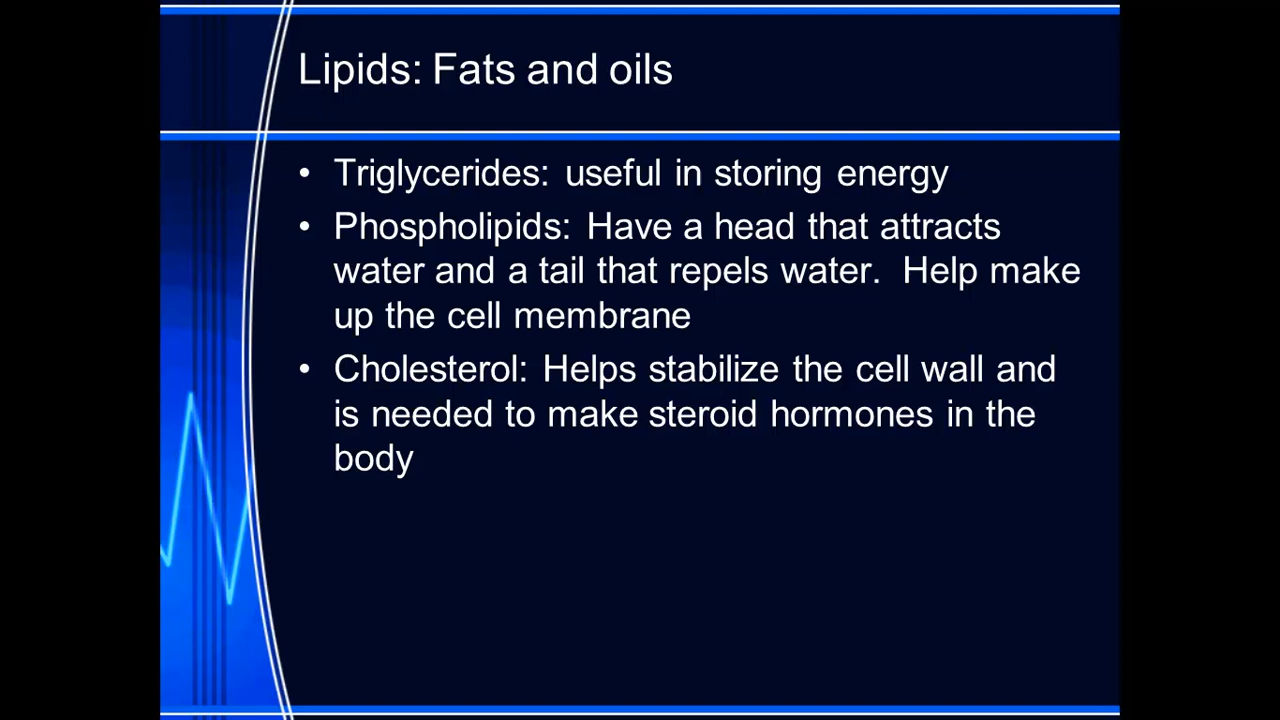 Lipids: Fats and oils
• Triglycerides: useful in storing energy
• Phospholipids: Have a head that attracts
water and a tail that repels water. Help make
up the cell membrane
• Cholesterol: Helps stabilize the cell wall and
is needed to make steroid hormones in the
body